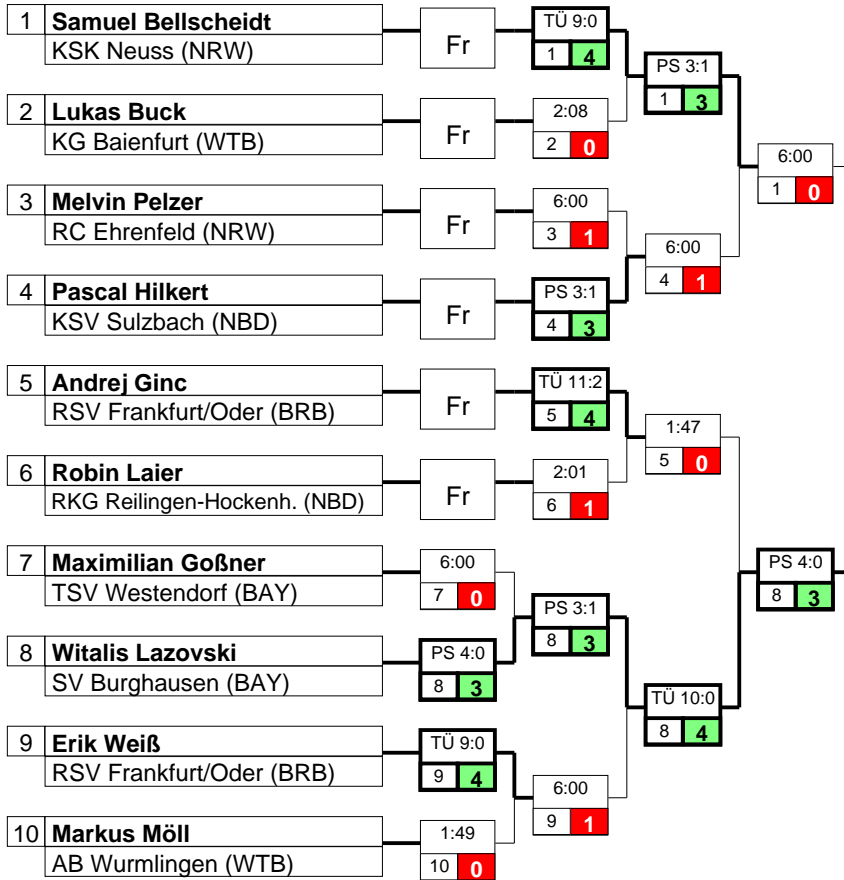 1 Samuel Bellscheidt
KSK Neuss (NRW)
Fr
TÜ 9:0
1 4
PS 3:1
1 3
2 Lukas Buck
KG Baienfurt (WTB)
Fr
2:08
2 0
6:00
1 0
3 Melvin Pelzer
RC Ehrenfeld (NRW)
Fr
6:00
3 1
6:00
4 1
4 Pascal Hilkert
KSV Sulzbach (NBD)
Fr
PS 3:1
4 3
5 Andrej Ginc
RSV Frankfurt/Oder (BRB)
Fr
TÜ 11:2
5 4
1:47
5 0
6 Robin Laier
RKG Reilingen-Hockenh. (NBD)
Fr
2:01
6 1
7 Maximilian Goßner
TSV Westendorf (BAY)
6:00
7 0
PS 3:1
8 3
PS 4:0
8 3
8 Witalis Lazovski
SV Burghausen (BAY)
PS 4:0
8 3
TÜ 10:0
8 4
9 Erik Weiß
RSV Frankfurt/Oder (BRB)
TÜ 9:0
9 4
6:00
9 1
10 Markus Möll
AB Wurmlingen (WTB)
1:49
10 0